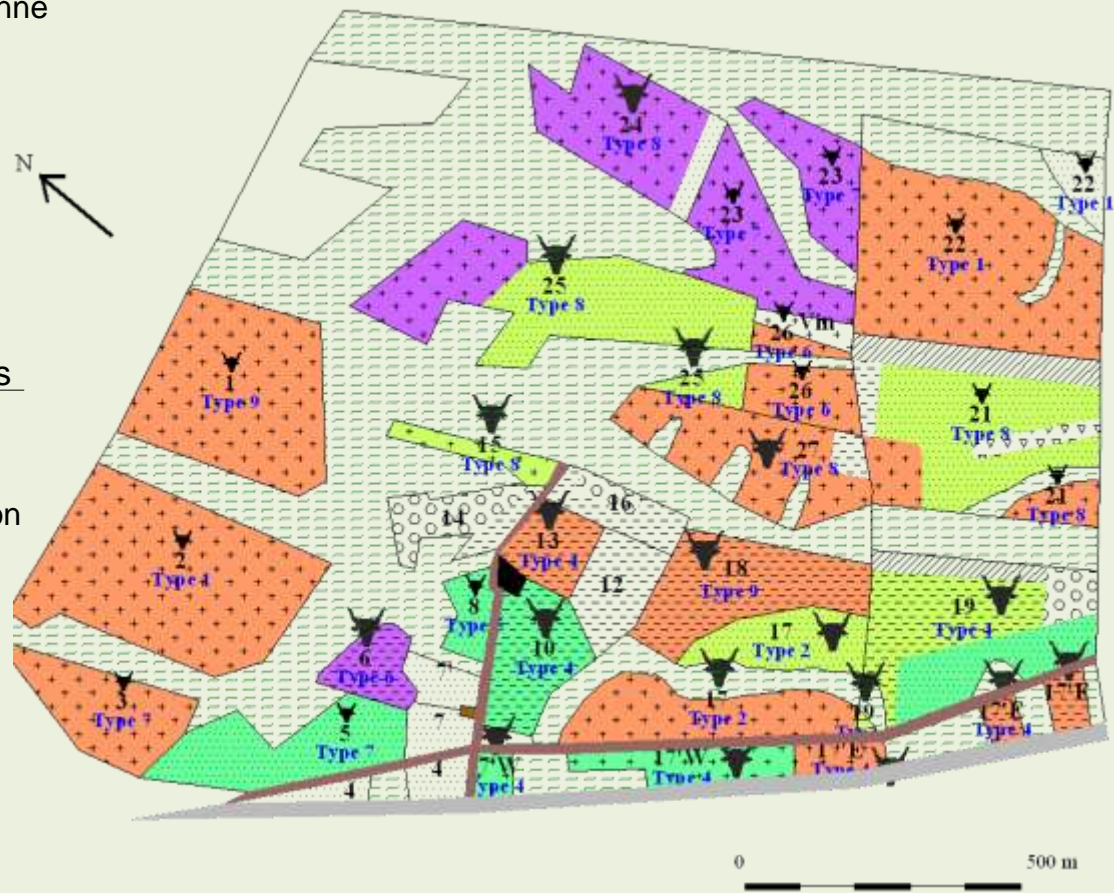 nne
N
s
on
24
Type 8
23
Type
23
22
Type 1
22
Type 1
25
Type 8
26
Vm
Type 6
25
Type 8
26
Type 6
1
Type 9
21
Type 8
15
Type 8
27
Type 8
21
Type 8
14
16
13
Type 4
2
Type 1
18
Type 9
12
8
Type
19
Type 4
10
Type 4
17
Type 2
6
Type 6
7
3
Type 7
17
Type 2
19
17'E
17'E
Type 4
5
Type 7
7
4
17'W
Type 4
17'E
ype 4
4
0
500 m